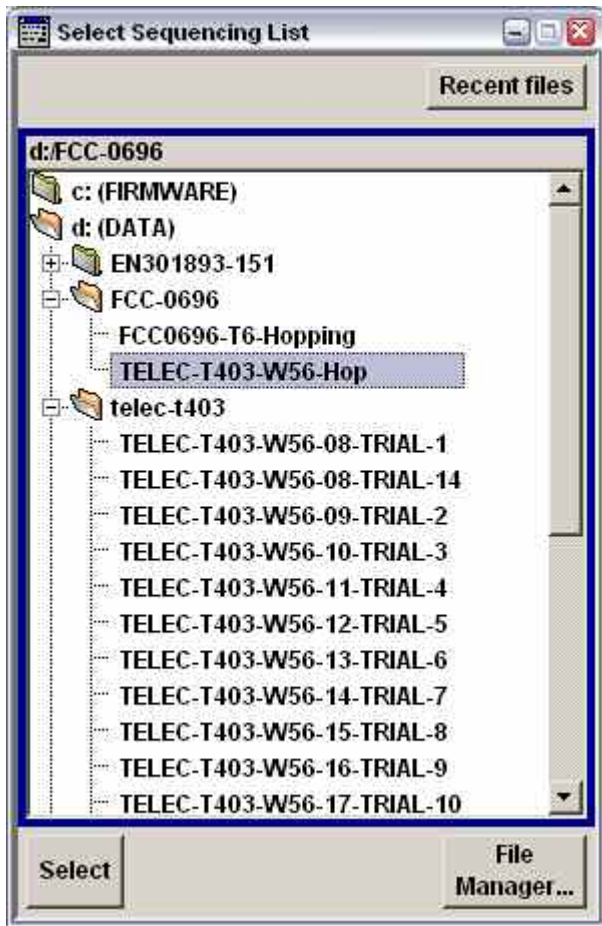 Select Sequencing List
Recent files
d:/FCC-0696
c: (FIRMWARE)
d: (DATA)
EN301893-151
FCC-0696
FCC0696-T6-Hopping
TELEC-T403-W56-Hop
telec-t403
TELEC-T403-W56-08-TRIAL-1
TELEC-T403-W56-08-TRIAL-14
TELEC-T403-W56-09-TRIAL-2
TELEC-T403-W56-10-TRIAL-3
TELEC-T403-W56-11-TRIAL-4
TELEC-T403-W56-12-TRIAL-5
TELEC-T403-W56-13-TRIAL-6
TELEC-T403-W56-14-TRIAL-7
TELEC-T403-W56-15-TRIAL-8
TELEC-T403-W56-16-TRIAL-9
TELEC-T403-W56-17-TRIAL-10
Select
File
Manager...